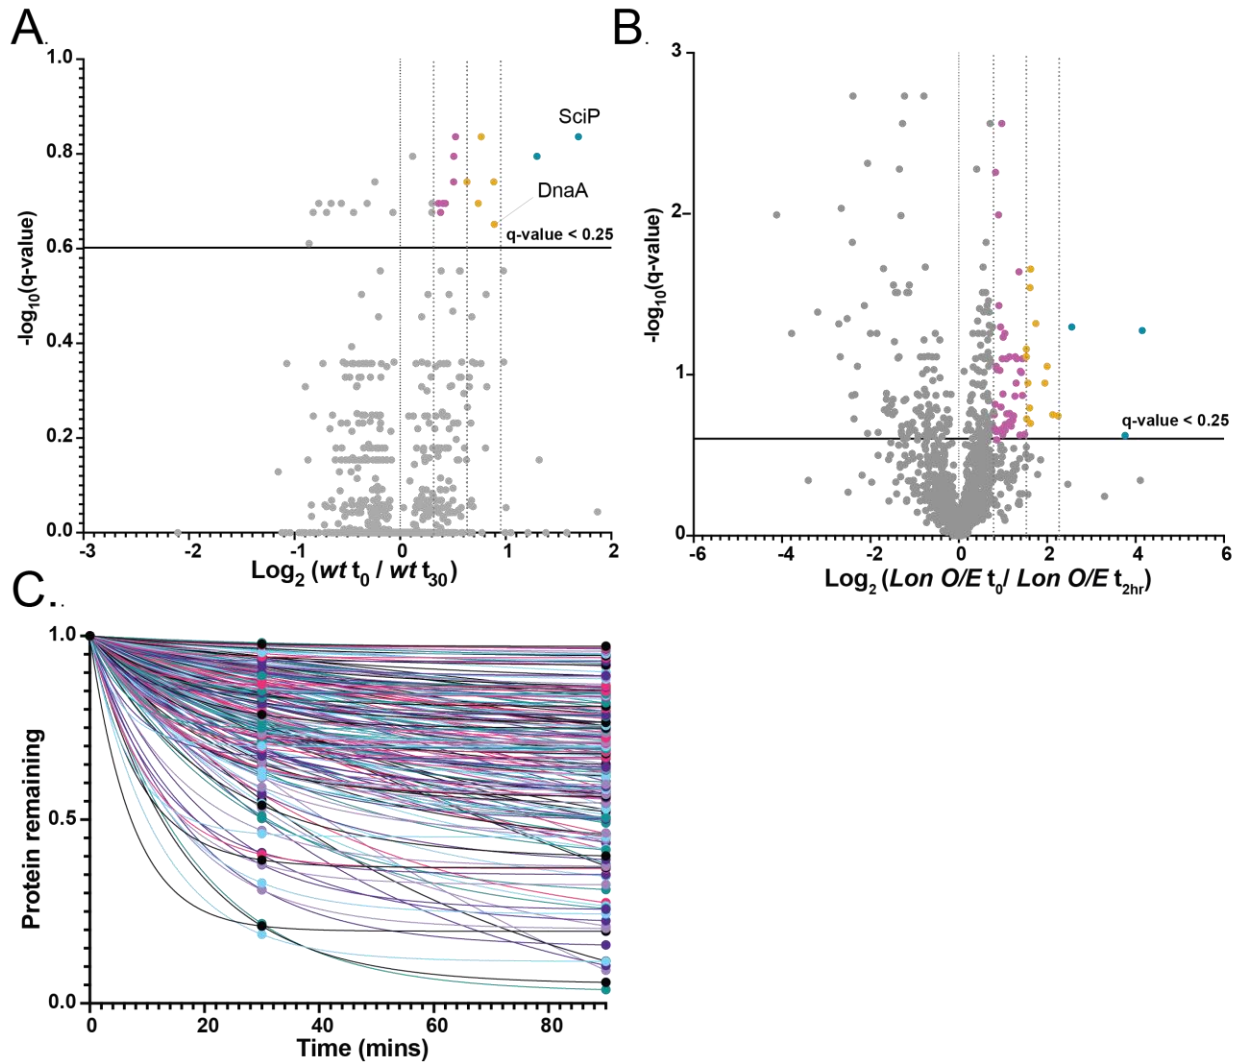 A.
1.0
0.8
0.6
0.4
0.2
0.0
-log10(q-value)
SciP
DnaA
q-value < 0.25
-3
-2
-1
0
1
2
Log2 (wt t0 / wt t30)
B.
3
2
1
0
-log10(q-value)
q-value < 0.25
-6
-4
-2
0
2
4
6
Log2 (Lon O/E t0/ Lon O/E t2hr)
C.
1.0
0.5
0.0
Protein remaining
0
20
40
60
80
Time (mins)